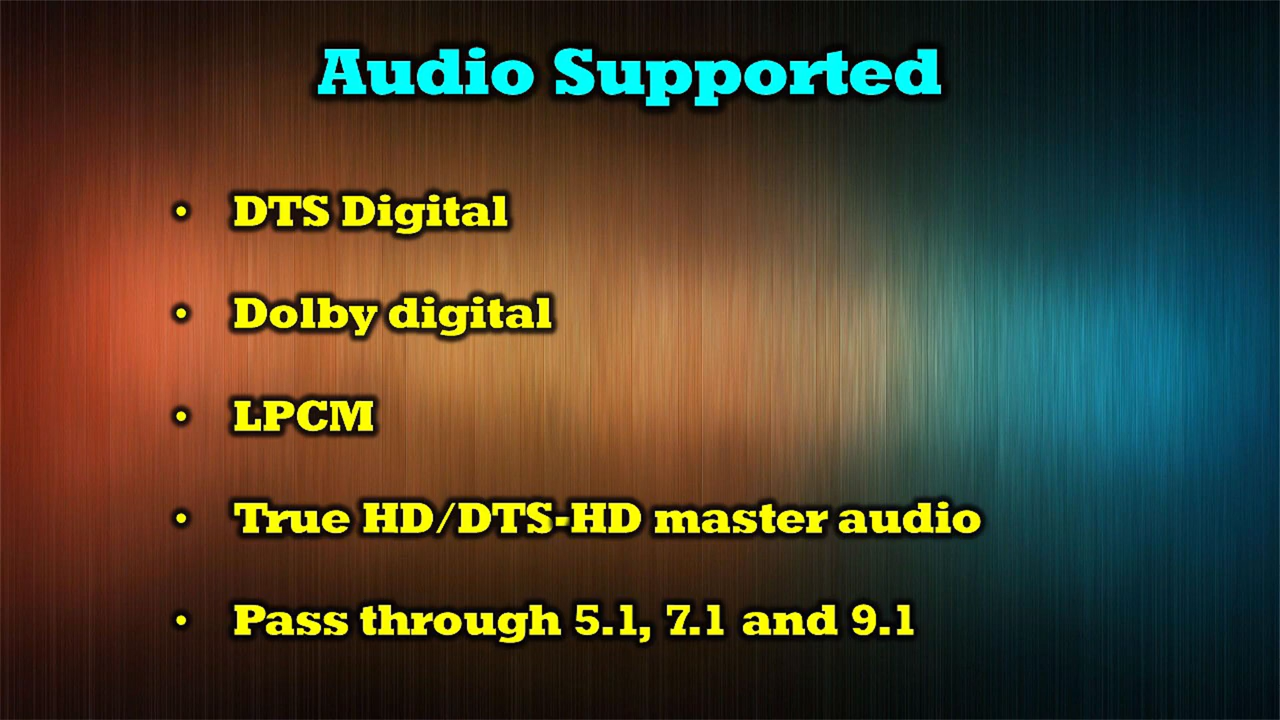 Audio Supported
• DTS Digital
• Dolby digital
• LPCM
• True HD/DTS-HD master audio
• Pass through 5.1, 7.1 and 9.1